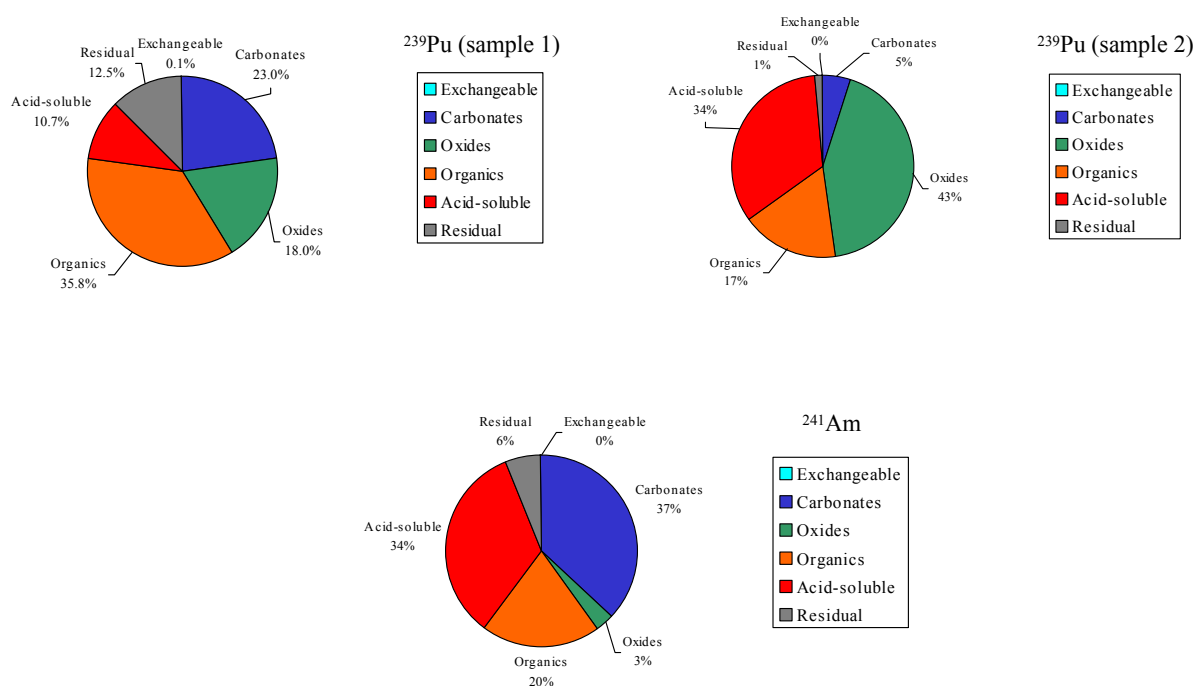 ²³⁹Pu (sample 1)
Exchangeable
0.1%
Carbonates
23.0%
Oxides
18.0%
Organics
35.8%
Acid-soluble
10.7%
Residual
12.5%
Exchangeable
Carbonates
Oxides
Organics
Acid-soluble
Residual
²³⁹Pu (sample 2)
Exchangeable
0%
Carbonates
5%
Oxides
43%
Organics
17%
Acid-soluble
34%
Residual
1%
Exchangeable
Carbonates
Oxides
Organics
Acid-soluble
Residual
²⁴¹Am
Exchangeable
0%
Carbonates
37%
Oxides
3%
Organics
20%
Acid-soluble
34%
Residual
6%
Exchangeable
Carbonates
Oxides
Organics
Acid-soluble
Residual